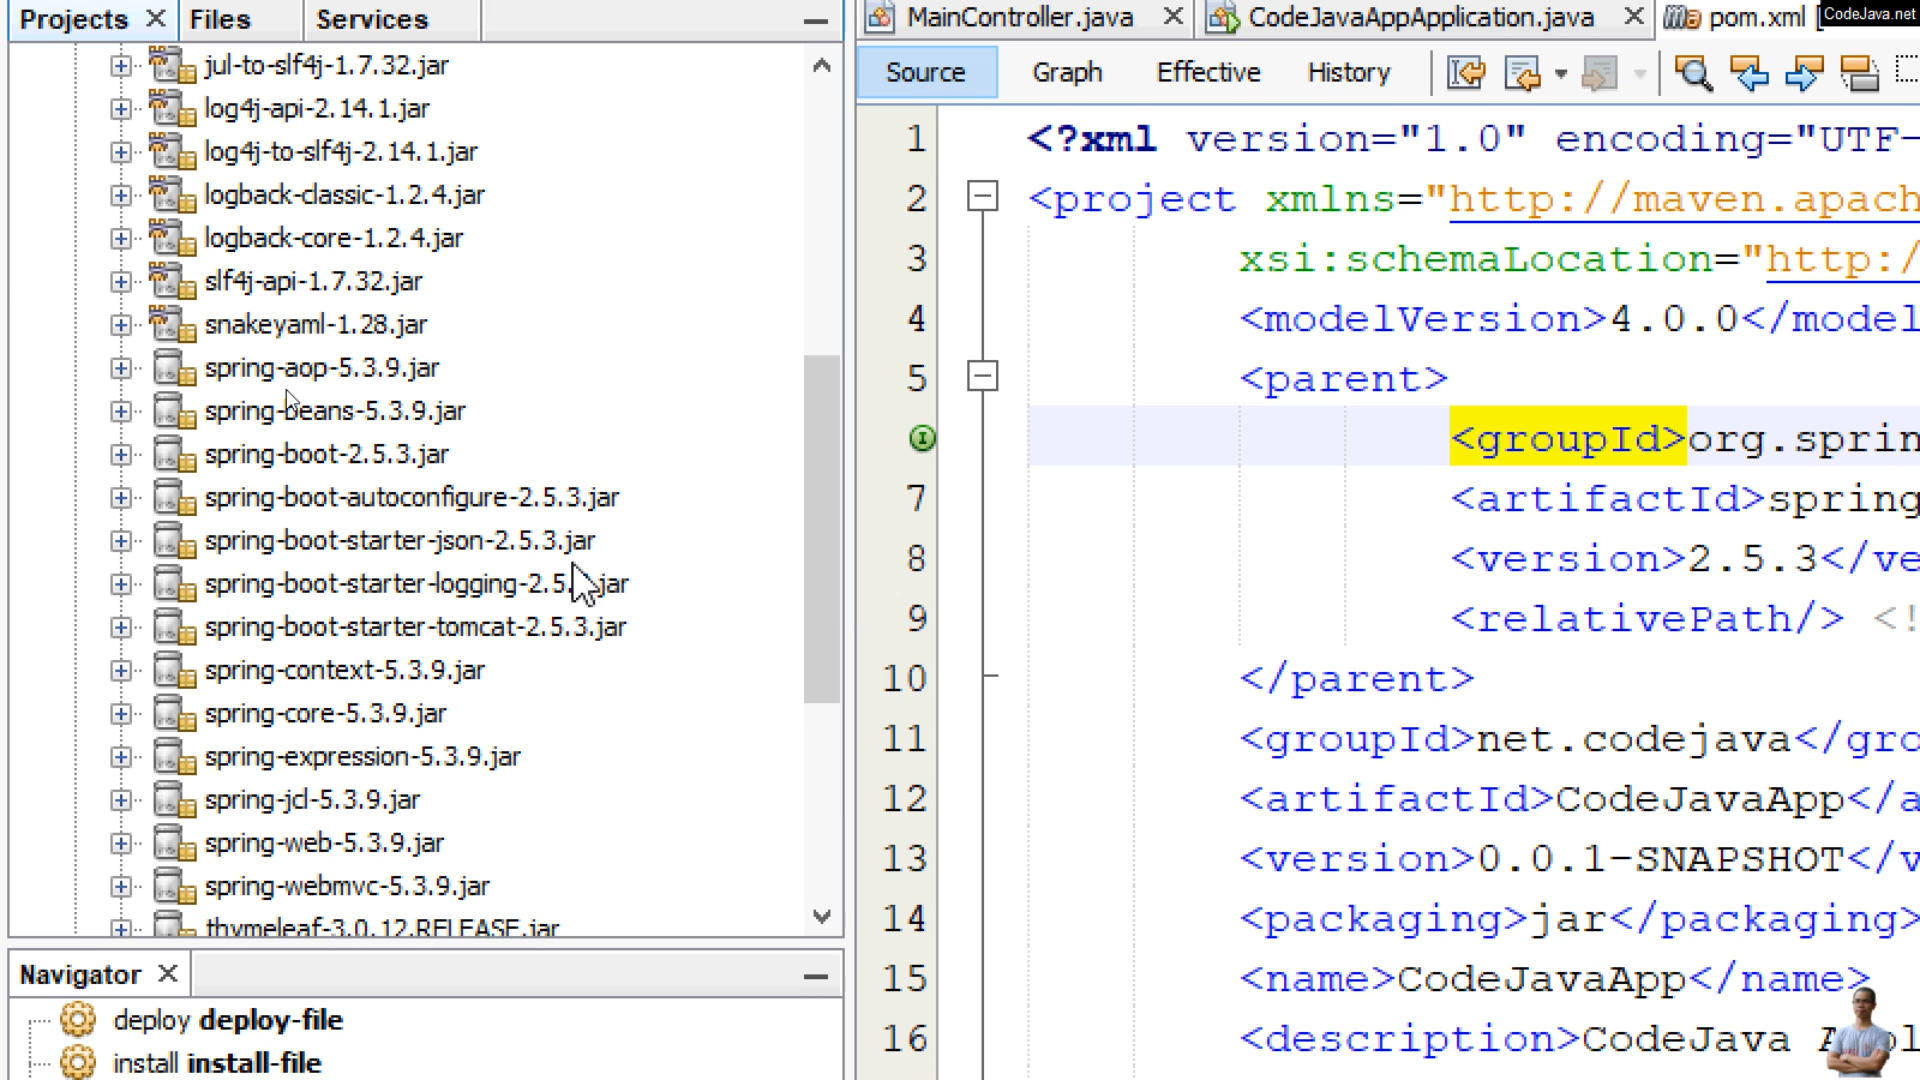 Projects
Files
Services
jul-to-slf4j-1.7.32.jar
log4j-api-2.14.1.jar
log4j-to-slf4j-2.14.1.jar
logback-classic-1.2.4.jar
logback-core-1.2.4.jar
slf4j-api-1.7.32.jar
snakeyaml-1.28.jar
spring-aop-5.3.9.jar
spring-beans-5.3.9.jar
spring-boot-2.5.3.jar
spring-boot-autoconfigure-2.5.3.jar
spring-boot-starter-json-2.5.3.jar
spring-boot-starter-logging-2.5. .jar
spring-boot-starter-tomcat-2.5.3.jar
spring-context-5.3.9.jar
spring-core-5.3.9.jar
spring-expression-5.3.9.jar
spring-jcl-5.3.9.jar
spring-web-5.3.9.jar
spring-webmvc-5.3.9.jar
thymeleaf-3.0.12.RELEASE.jar
Navigator
deploy deploy-file
install install-file
MainController.java
CodeJavaAppApplication.java
pom.xml [
CodeJava.net
Source
Graph
Effective
History
1 <?xml version="1.0" encoding="UTF-
2 <project xmlns="http://maven.apach
3 xsi:schemaLocation="http:/
4 <modelVersion>4.0.0</model
5 <parent>
<groupId>org.sprin
7 <artifactId>spring
8 <version>2.5.3</ve
9 <relativePath/> <!
10 </parent>
11 <groupId>net.codejava</gro
12 <artifactId>CodeJavaApp</a
13 <version>0.0.1-SNAPSHOT</v
14 <packaging>jar</packaging>
15 <name>CodeJavaApp</name>
16 <description>CodeJava